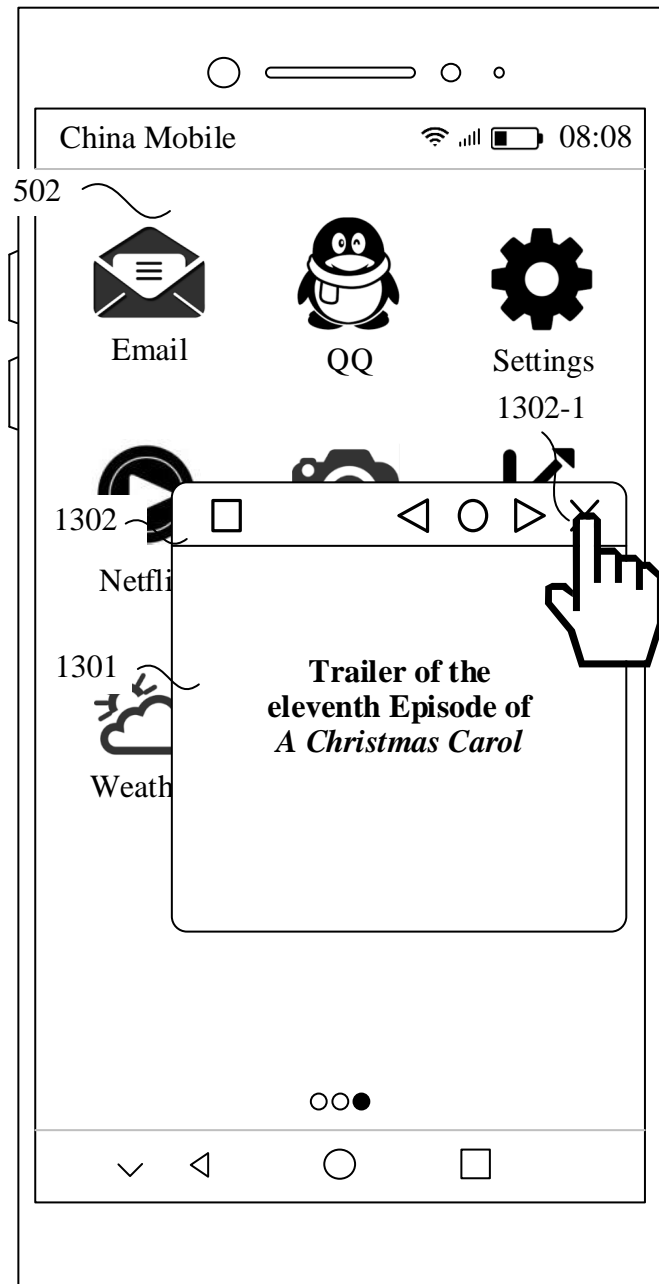 China Mobile 08:08
502
Email QQ Settings
1302-1
1302
Netfli
1301
Trailer of the
eleventh Episode of
A Christmas Carol
Weath